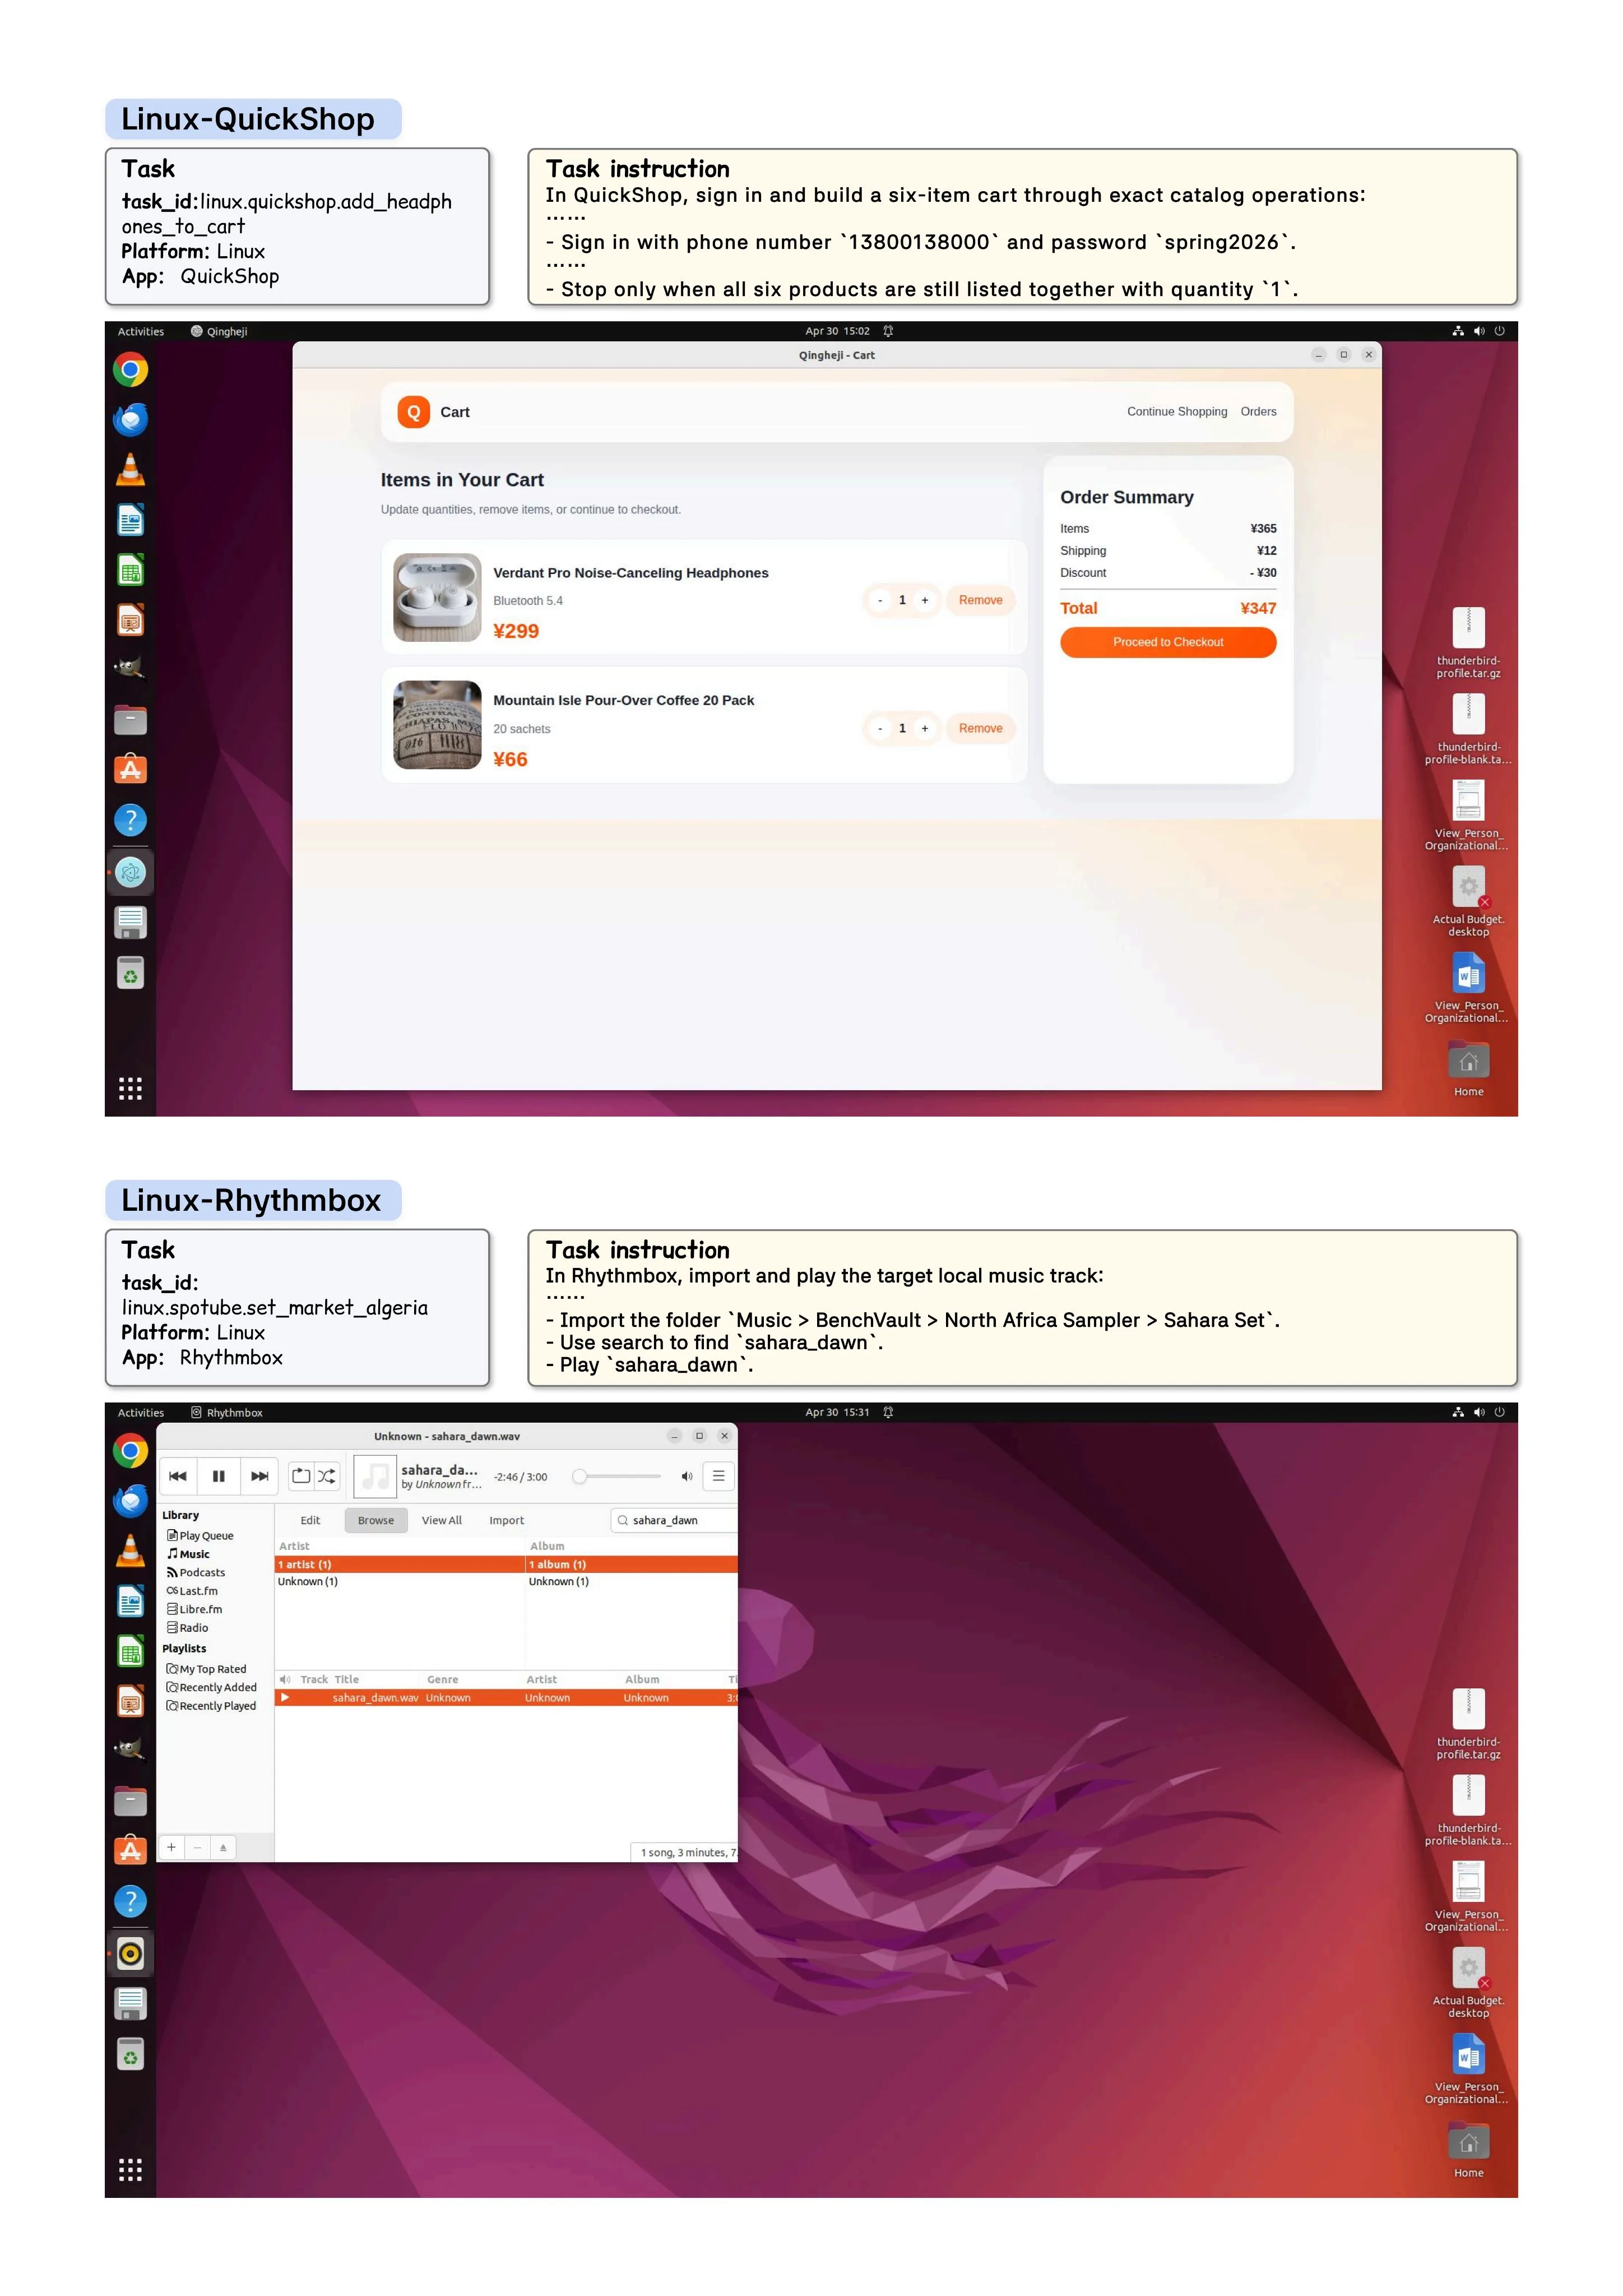 Linux-QuickShop
Task
task_id:linux.quickshop.add_headph
ones_to_cart
Platform: Linux
App: QuickShop
Task instruction
In QuickShop, sign in and build a six-item cart through exact catalog operations:
······
- Sign in with phone number `13800138000` and password `spring2026`.
······
- Stop only when all six products are still listed together with quantity `1`.
Activities
Qingheji
Apr 30 15:02
Qingheji - Cart
Q
Cart
Continue Shopping
Orders
Items in Your Cart
Update quantities, remove items, or continue to checkout.
Verdant Pro Noise-Canceling Headphones
Bluetooth 5.4
¥299
- 1 +
Remove
Mountain Isle Pour-Over Coffee 20 Pack
20 sachets
¥66
- 1 +
Remove
Order Summary
Items ¥365
Shipping ¥12
Discount - ¥30
Total ¥347
Proceed to Checkout
thunderbird-
profile.tar.gz
thunderbird-
profile-blank.ta...
View_Person_
Organizational...
Actual Budget.
desktop
View_Person_
Organizational...
Home
Linux-Rhythmbox
Task
task_id:
linux.spotube.set_market_algeria
Platform: Linux
App: Rhythmbox
Task instruction
In Rhythmbox, import and play the target local music track:
······
- Import the folder `Music > BenchVault > North Africa Sampler > Sahara Set`.
- Use search to find `sahara_dawn`.
- Play `sahara_dawn`.
Activities
Rhythmbox
Apr 30 15:31
Unknown - sahara_dawn.wav
sahara_da...
by Unknown fr...
-2:46 / 3:00
Library
Play Queue
Music
Podcasts
Last.fm
Libre.fm
Radio
Playlists
My Top Rated
Recently Added
Recently Played
Edit
Browse
View All
Import
sahara_dawn
Artist Album
1 artist (1) 1 album (1)
Unknown (1) Unknown (1)
Track Title Genre Artist Album Ti
sahara_dawn.wav Unknown Unknown Unknown 3:0
1 song, 3 minutes, 7.
thunderbird-
profile.tar.gz
thunderbird-
profile-blank.ta...
View_Person_
Organizational...
Actual Budget.
desktop
View_Person_
Organizational...
Home